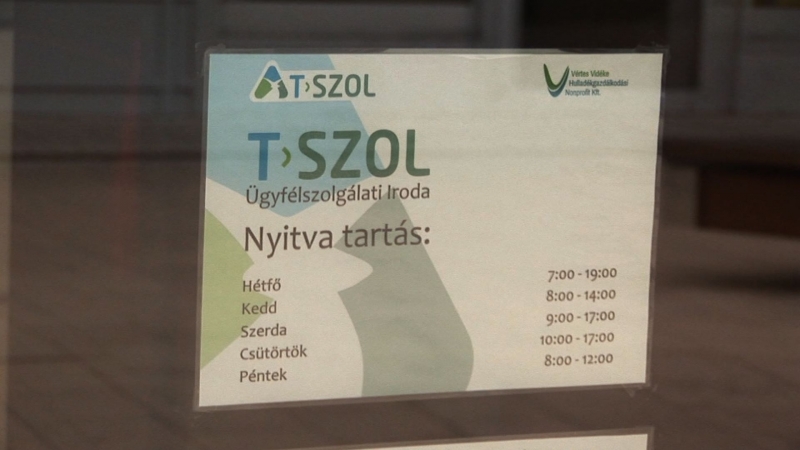 T›SZOL
Vértes Vidéke
Hulladékgazdálkodási
Nonprofit Kft.
T›SZOL
Ügyfélszolgálati Iroda
Nyitva tartás:
Hétfő 7:00 - 19:00
Kedd 8:00 - 14:00
Szerda 9:00 - 17:00
Csütörtök 10:00 - 17:00
Péntek 8:00 - 12:00